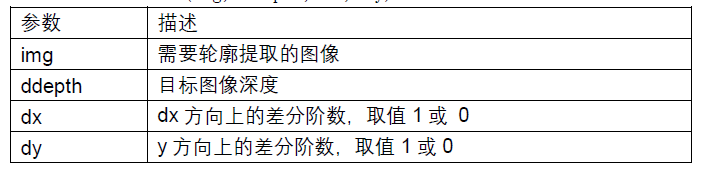 参数 描述
img 需要轮廓提取的图像
ddepth 目标图像深度
dx dx 方向上的差分阶数，取值 1 或 0
dy y 方向上的差分阶数，取值 1 或 0